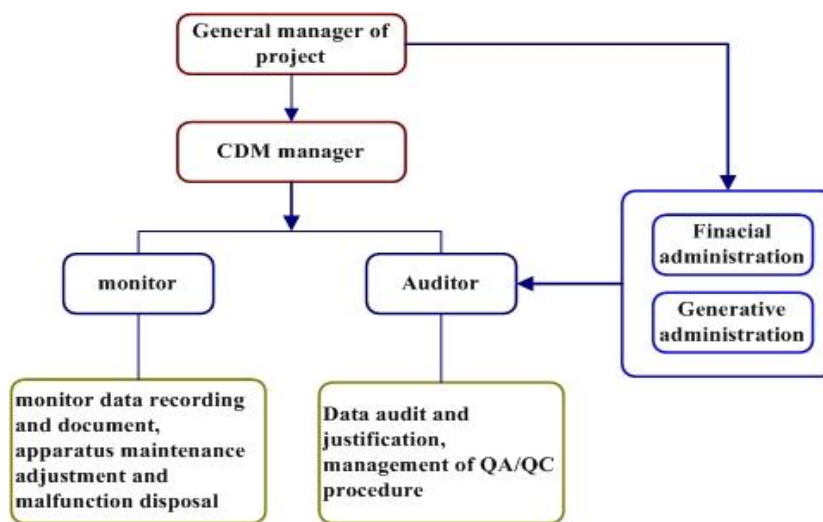 General manager of
project
CDM manager
Finacial
administration
monitor
Auditor
Generative
administration
monitor data recording
and document,
apparatus maintenance
adjustment and
malfunction disposal
Data audit and
justification,
management of QA/QC
procedure